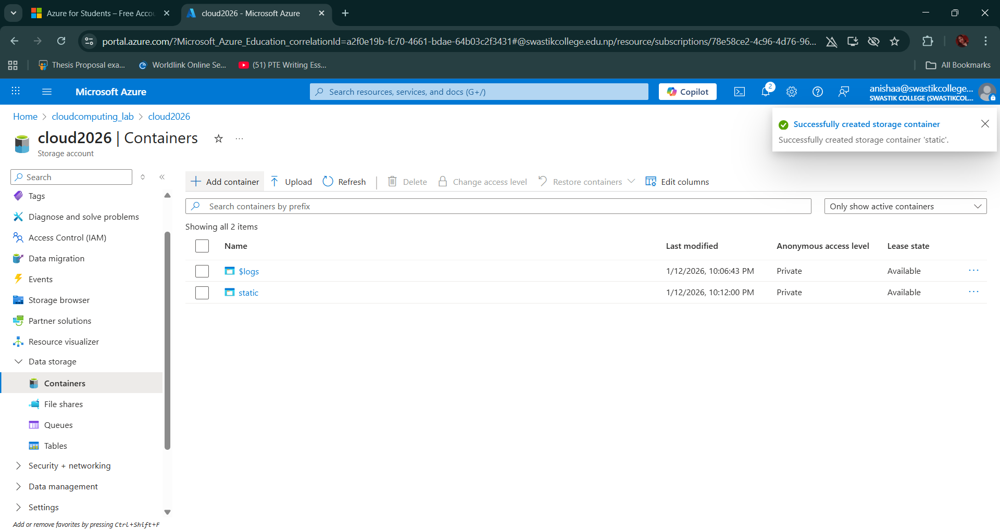 Azure for Students – Free Accou
cloud2026 - Microsoft Azure
portal.azure.com/?Microsoft_Azure_Education_correlationId=a2f0e19b-fc70-4661-bdae-64b03c2f3431#@swastikcollege.edu.np/resource/subscriptions/78e58ce2-4c96-4d76-96...
Thesis Proposal exa...
Worldlink Online Se...
(51) PTE Writing Ess...
All Bookmarks
Microsoft Azure
Search resources, services, and docs (G+/)
Copilot
2
anishaa@swastikcollege...
SWASTIK COLLEGE (SWASTIKCOL...
Home > cloudcomputing_lab > cloud2026
cloud2026 | Containers
Storage account
Successfully created storage container
Successfully created storage container 'static'.
Search
Tags
Diagnose and solve problems
Access Control (IAM)
Data migration
Events
Storage browser
Partner solutions
Resource visualizer
Data storage
Containers
File shares
Queues
Tables
Security + networking
Data management
Settings
Add or remove favorites by pressing Ctrl+Shift+F
Add container
Upload
Refresh
Delete
Change access level
Restore containers
Edit columns
Search containers by prefix
Only show active containers
Showing all 2 items
Name Last modified Anonymous access level Lease state
$logs 1/12/2026, 10:06:43 PM Private Available
static 1/12/2026, 10:12:00 PM Private Available